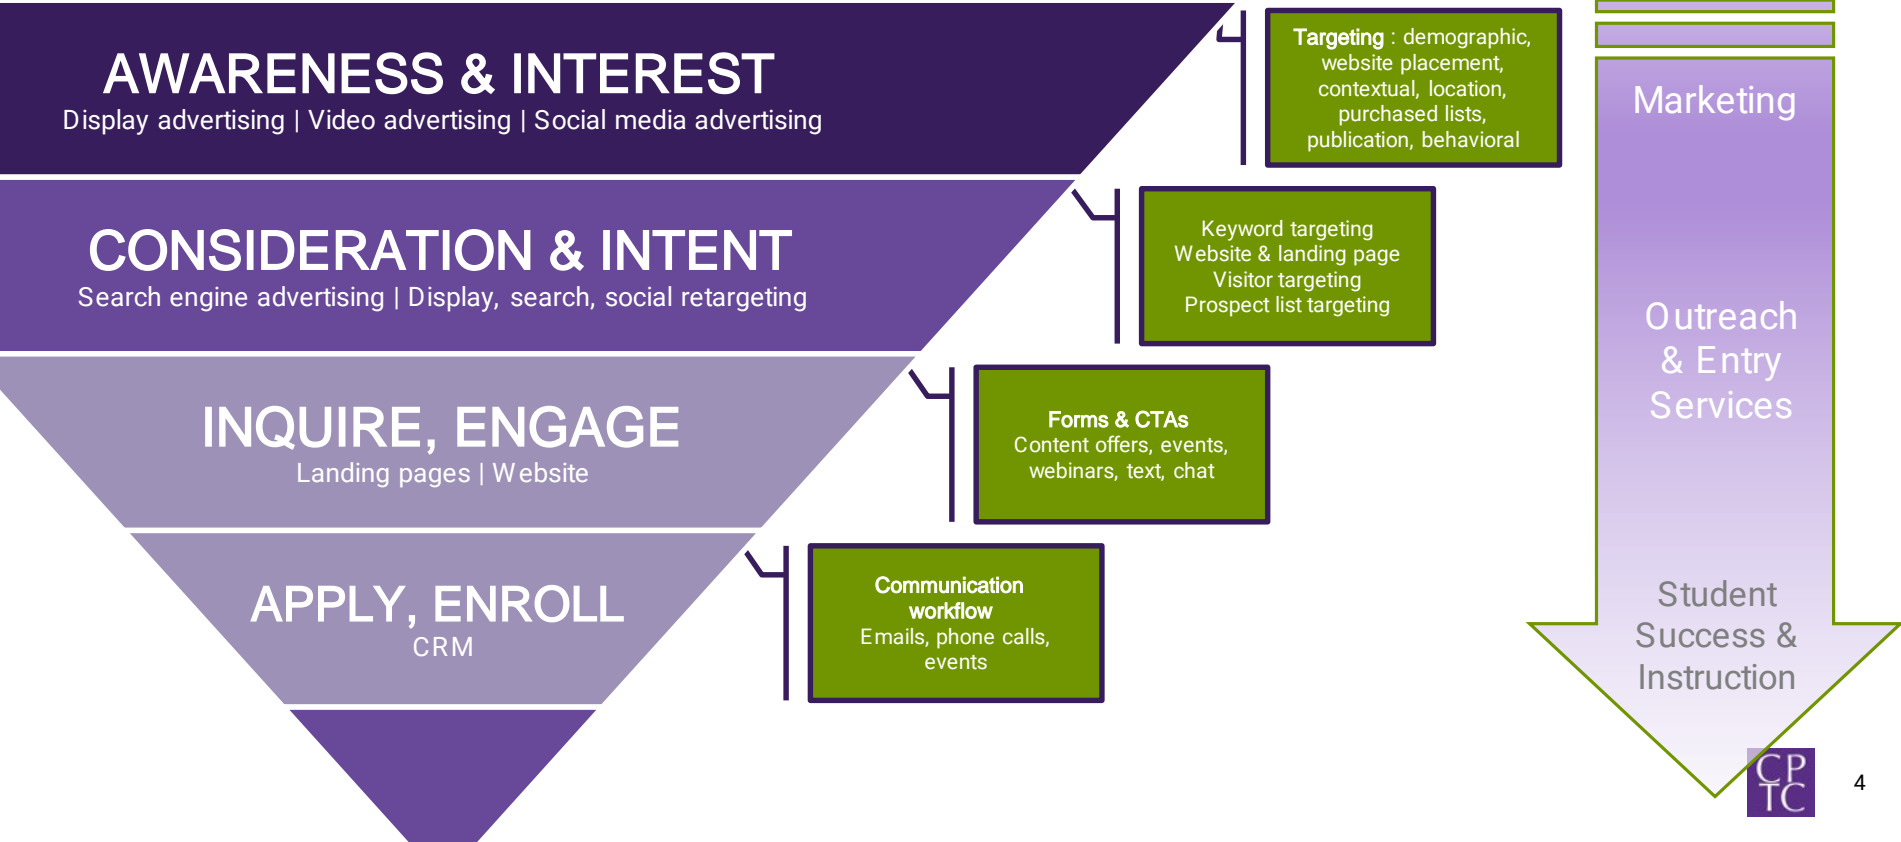 AWARENESS & INTEREST
Display advertising | Video advertising | Social media advertising
Targeting : demographic,
website placement,
contextual, location,
purchased lists,
publication, behavioral
CONSIDERATION & INTENT
Search engine advertising | Display, search, social retargeting
Keyword targeting
Website & landing page
Visitor targeting
Prospect list targeting
INQUIRE, ENGAGE
Landing pages | Website
Forms & CTAs
Content offers, events,
webinars, text, chat
APPLY, ENROLL
CRM
Communication
workflow
Emails, phone calls,
events
Marketing
Outreach
& Entry
Services
Student
Success &
Instruction
CP
TC
4